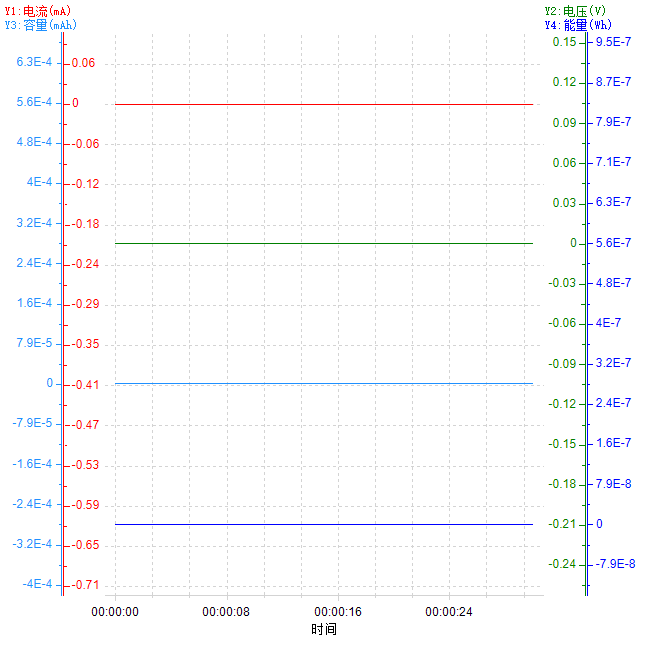 Y1:电流(mA) Y2:电压(V)
Y3:容量(mAh) Y4:能量(Wh)
0.15 9.5E-7
6.3E-4 0.06 0.12 8.7E-7
5.6E-4 0 0.09 7.9E-7
4.8E-4 -0.06 0.06 7.1E-7
4E-4 -0.12 0.03 6.3E-7
3.2E-4 -0.18 0 5.6E-7
2.4E-4 -0.24 -0.03 4.8E-7
1.6E-4 -0.29 -0.06 4E-7
7.9E-5 -0.35 -0.09 3.2E-7
0 -0.41 -0.12 2.4E-7
-7.9E-5 -0.47 -0.15 1.6E-7
-1.6E-4 -0.53 -0.18 7.9E-8
-2.4E-4 -0.59 -0.21 0
-3.2E-4 -0.65 -0.24 -7.9E-8
-4E-4 -0.71
00:00:00 00:00:08 00:00:16 00:00:24
时间